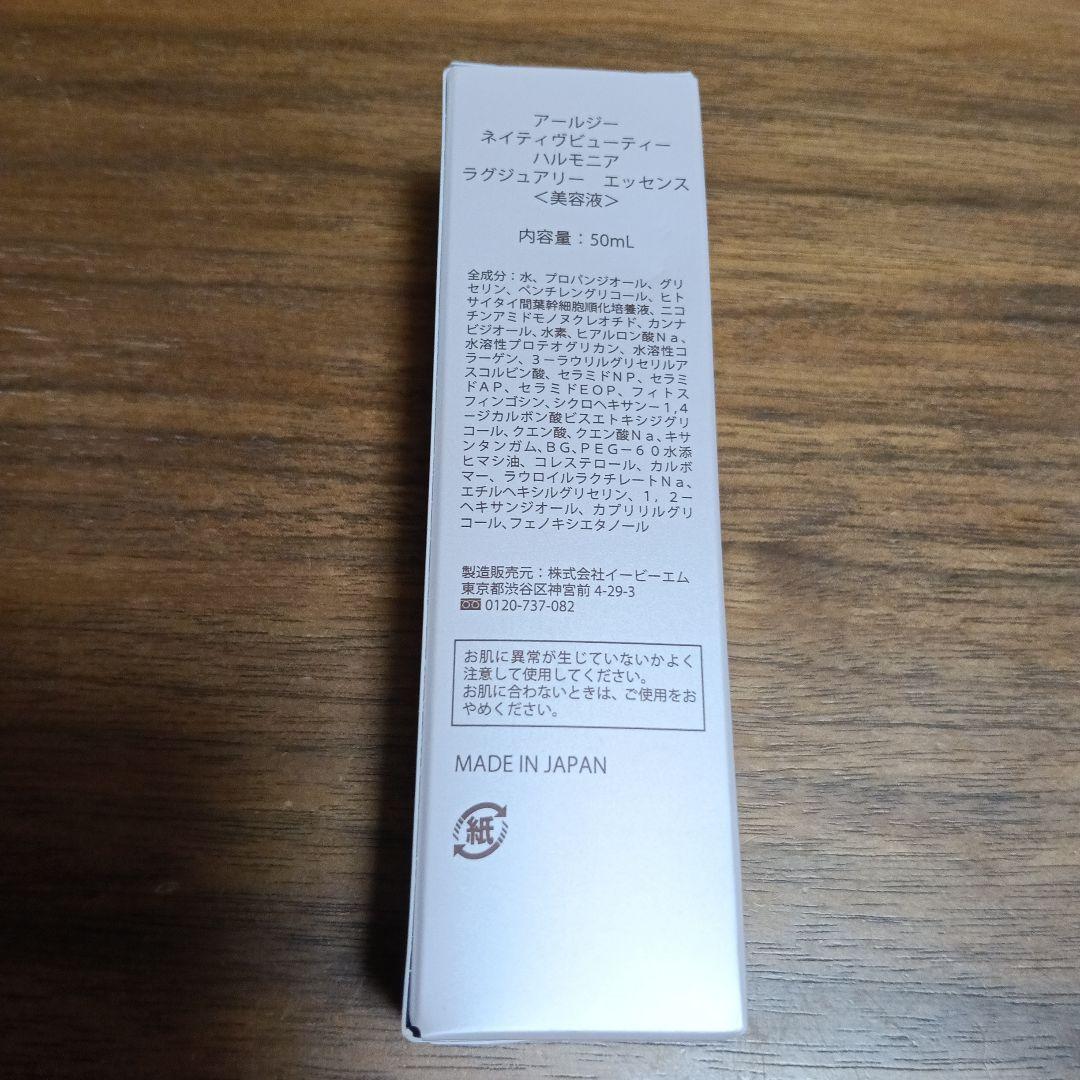 アールジー
ネイティヴビューティー
ハルモニア
ラグジュアリー　エッセンス
＜美容液＞
内容量：50mL
全成分：水、プロパンジオール、グリ
セリン、ペンチレングリコール、ヒト
サイタイ間葉幹細胞順化培養液、ニコ
チンアミドモノヌクレオチド、カンナ
ビジオール、水素、ヒアルロン酸Ｎａ、
水溶性プロテオグリカン、水溶性コ
ラーゲン、３－ラウリルグリセリルア
スコルビン酸、セラミドＮＰ、セラミ
ドＡＰ、セラミドＥＯＰ、フィトス
フィンゴシン、シクロヘキサン－１,４
－ジカルボン酸ビスエトキシジグリ
コール、クエン酸、クエン酸Ｎａ、キサ
ンタンガム、ＢＧ、ＰＥＧ－６０水添
ヒマシ油、コレステロール、カルボ
マー、ラウロイルラクチレートＮａ、
エチルヘキシルグリセリン、１，２－
ヘキサンジオール、カプリリルグリ
コール、フェノキシエタノール
製造販売元：株式会社イービーエム
東京都渋谷区神宮前 4-29-3
0120-737-082
お肌に異常が生じていないかよく
注意して使用してください。
お肌に合わないときは、ご使用をお
やめください。
MADE IN JAPAN
紙